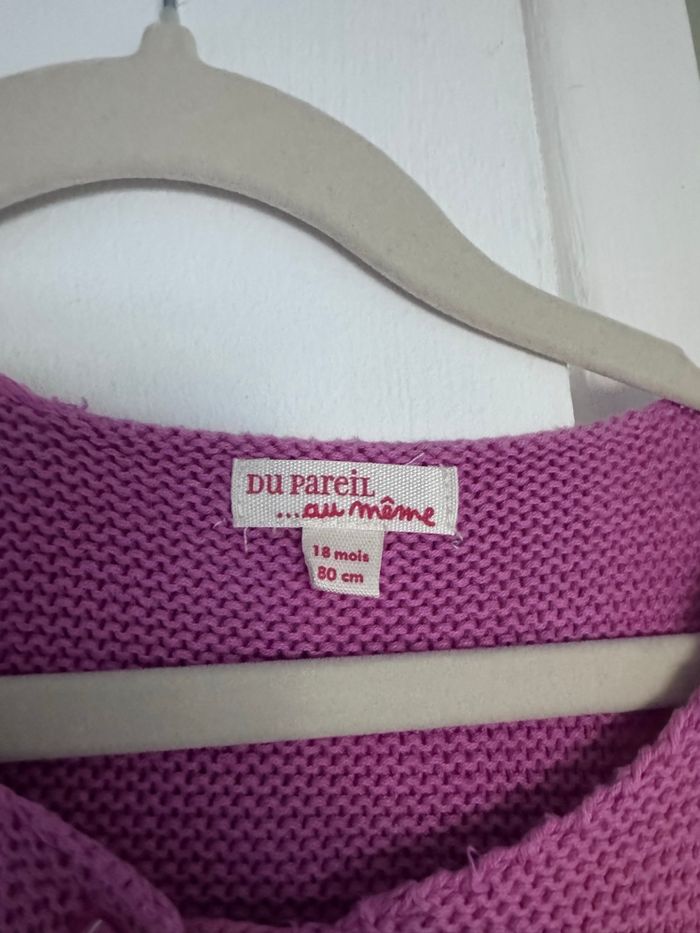 DU PAREIL
...au même
18 mois
80 cm